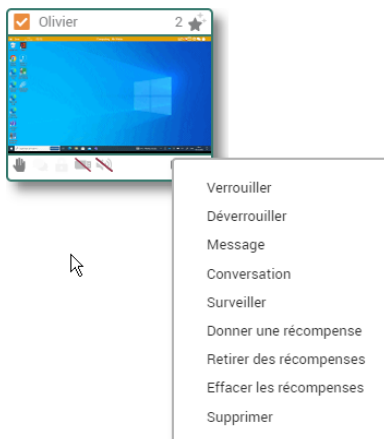 Olivier 2
Verrouiller
Déverrouiller
Message
Conversation
Surveiller
Donner une récompense
Retirer des récompenses
Effacer les récompenses
Supprimer